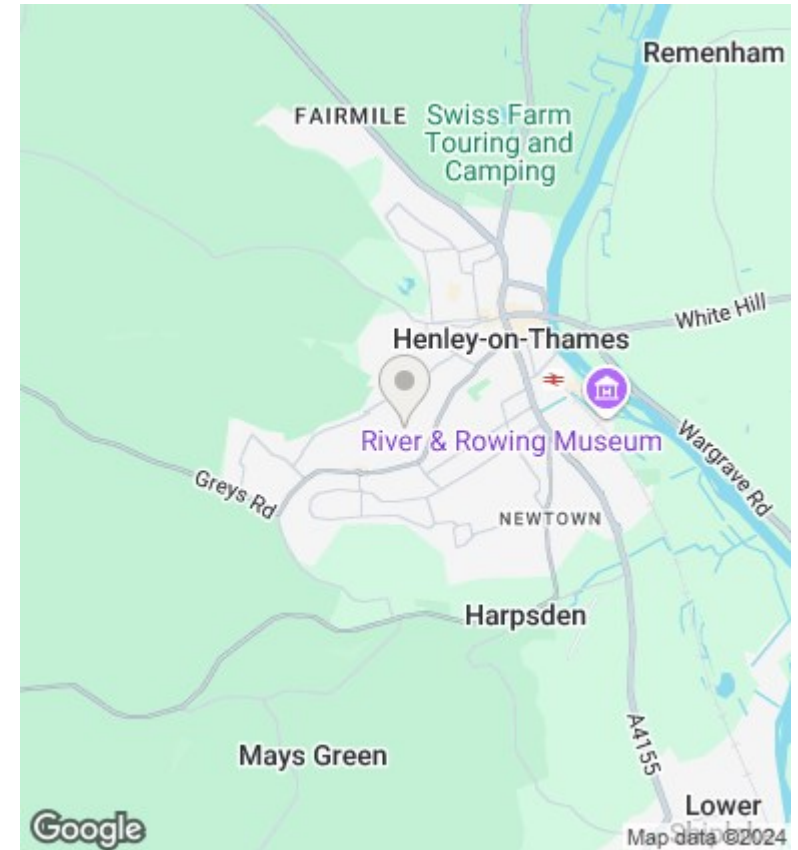 Remenham
FAIRMILE
Swiss Farm
Touring and
Camping
White Hill
Henley-on-Thames
River & Rowing Museum
Wargrave Rd
Greys Rd
NEWTOWN
Harpsden
A4155
Mays Green
Lower
Shiplake
Google
Map data ©2024